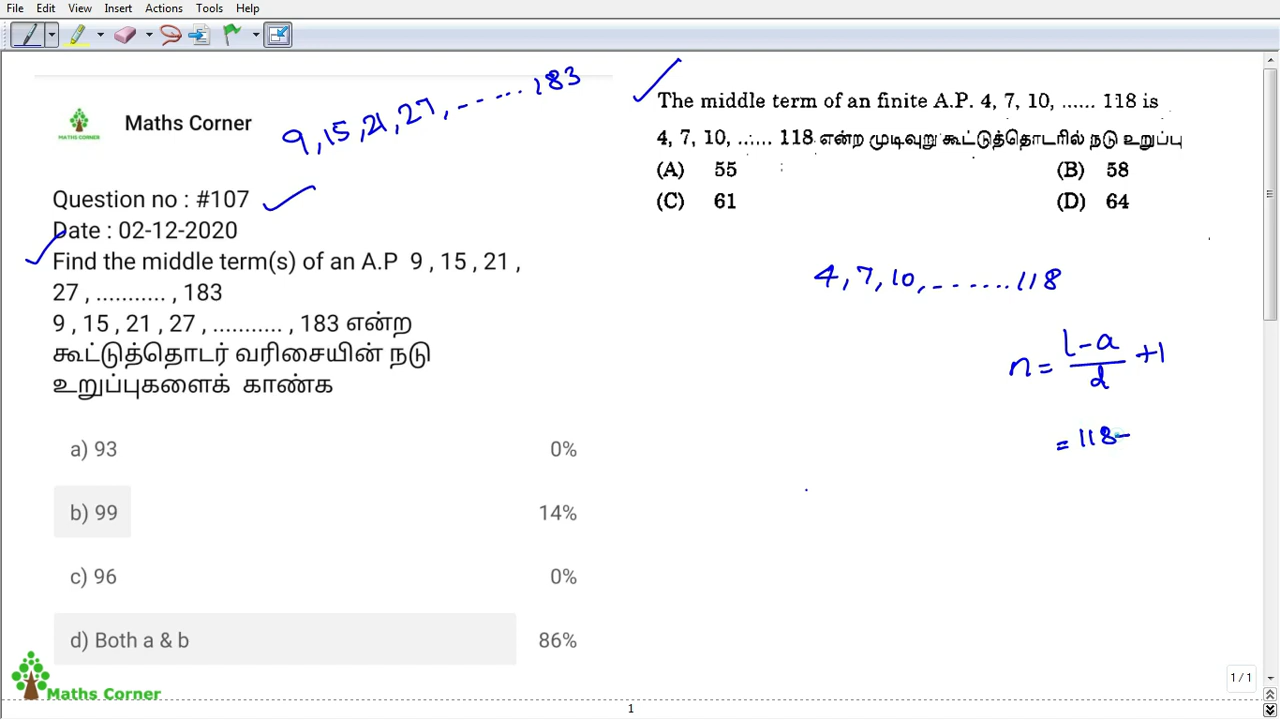 File Edit View Insert Actions Tools Help
Maths Corner
9, 15, 21, 27, ........ 183
Question no : #107
Date : 02-12-2020
Find the middle term(s) of an A.P 9 , 15 , 21 ,
27 , ........... , 183
9 , 15 , 21 , 27 , ........... , 183 என்ற
கூட்டுத்தொடர் வரிசையின் நடு
உறுப்புகளைக் காண்க
a) 93 0%
b) 99 14%
c) 96 0%
d) Both a & b 86%
Maths Corner
The middle term of an finite A.P. 4, 7, 10, ...... 118 is
4, 7, 10, ...... 118 என்ற முடிவுறு கூட்டுத்தொடரில் நடு உறுப்பு
(A) 55 (B) 58
(C) 61 (D) 64
4, 7, 10, ........ 118
n = l-a/d +1
= 118-
1 / 1
1